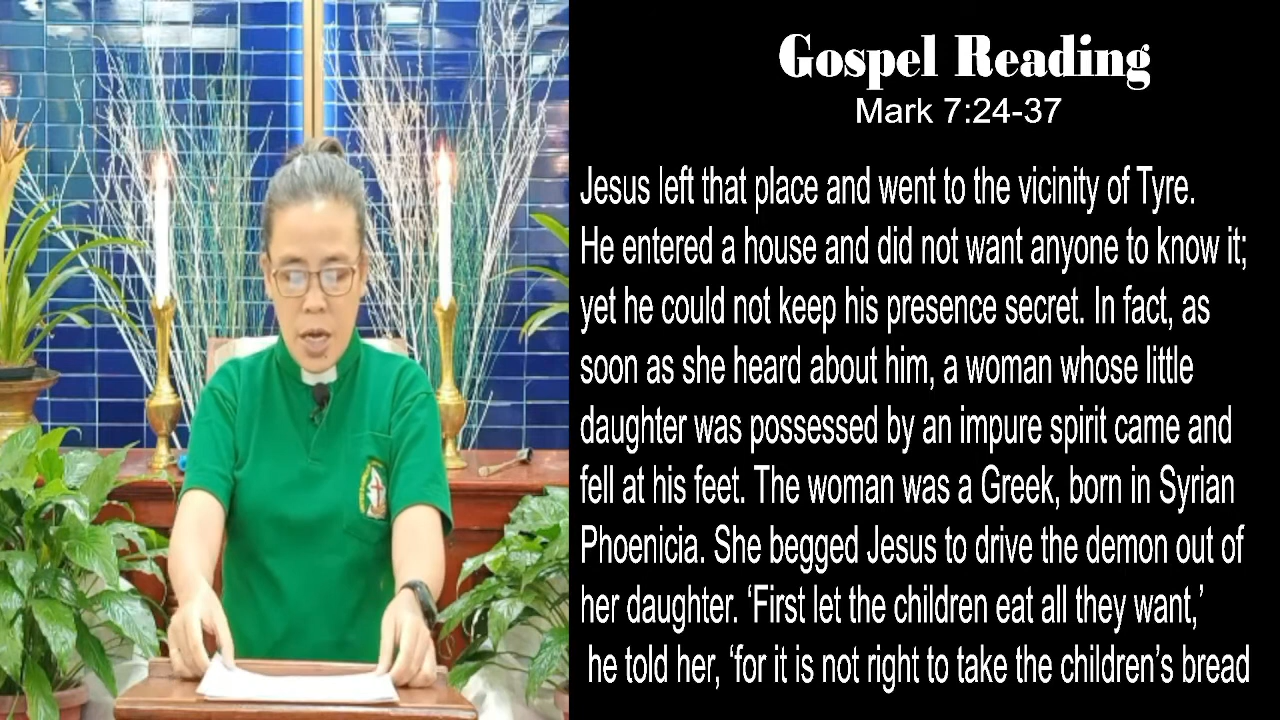 Gospel Reading
Mark 7:24-37
Jesus left that place and went to the vicinity of Tyre.
He entered a house and did not want anyone to know it;
yet he could not keep his presence secret. In fact, as
soon as she heard about him, a woman whose little
daughter was possessed by an impure spirit came and
fell at his feet. The woman was a Greek, born in Syrian
Phoenicia. She begged Jesus to drive the demon out of
her daughter. ‘First let the children eat all they want,’
he told her, ‘for it is not right to take the children’s bread